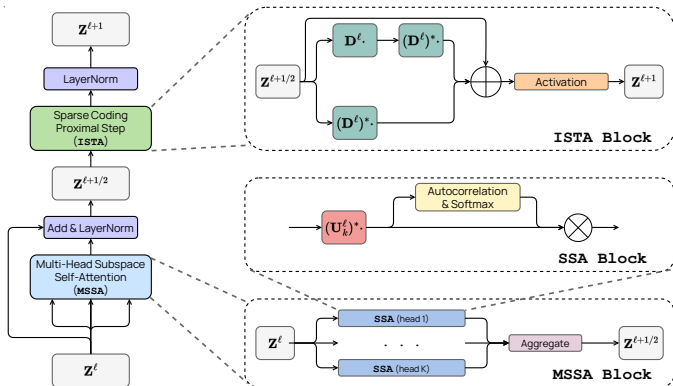 Z^{ℓ+1}
LayerNorm
Sparse Coding
Proximal Step
(ISTA)
Z^{ℓ+1/2}
Add & LayerNorm
Multi-Head Subspace
Self-Attention
(MSSA)
Z^ℓ
Z^{ℓ+1/2}
D^ℓ·
(D^ℓ)*·
(D^ℓ)*·
Activation
Z^{ℓ+1}
ISTA Block
(U_k^ℓ)*·
Autocorrelation
& Softmax
SSA Block
Z^ℓ
SSA (head 1)
. . .
SSA (head K)
Aggregate
Z^{ℓ+1/2}
MSSA Block